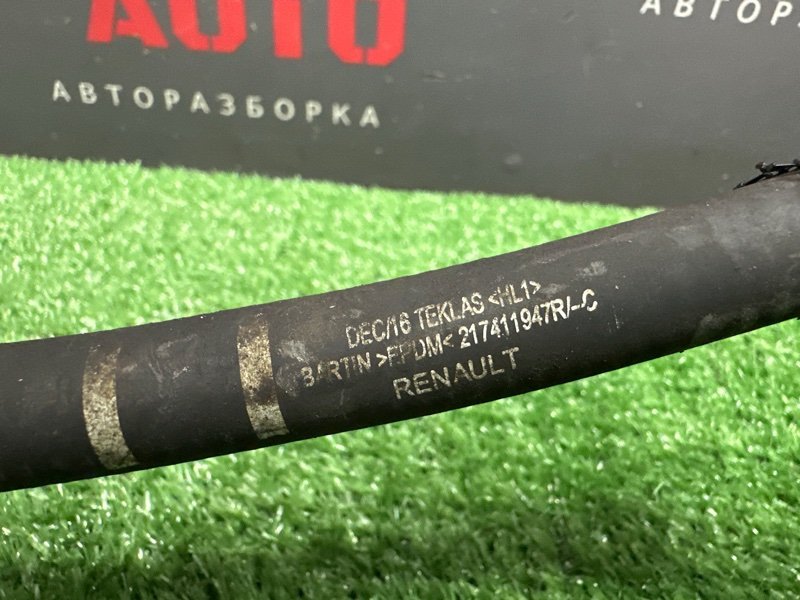 AUTO
АВТОРАЗБОРКА
АВТОР
DEC/16 TEKLAS <HL1>
BARTIN >EPDM< 217411947R/--C
RENAULT